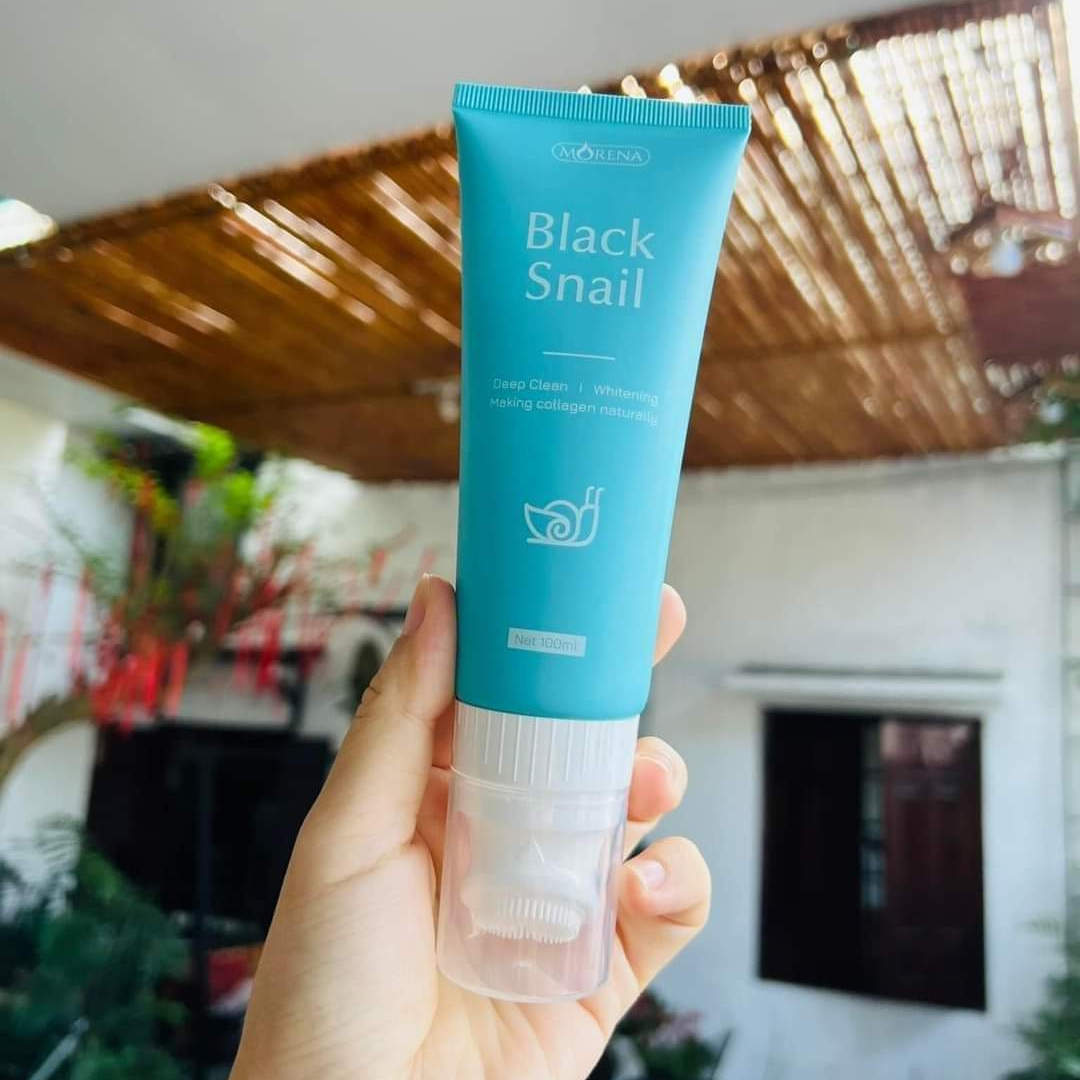 MORENA
Black
Snail
Deep Clean | Whitening
Making collagen naturally
Net 100ml